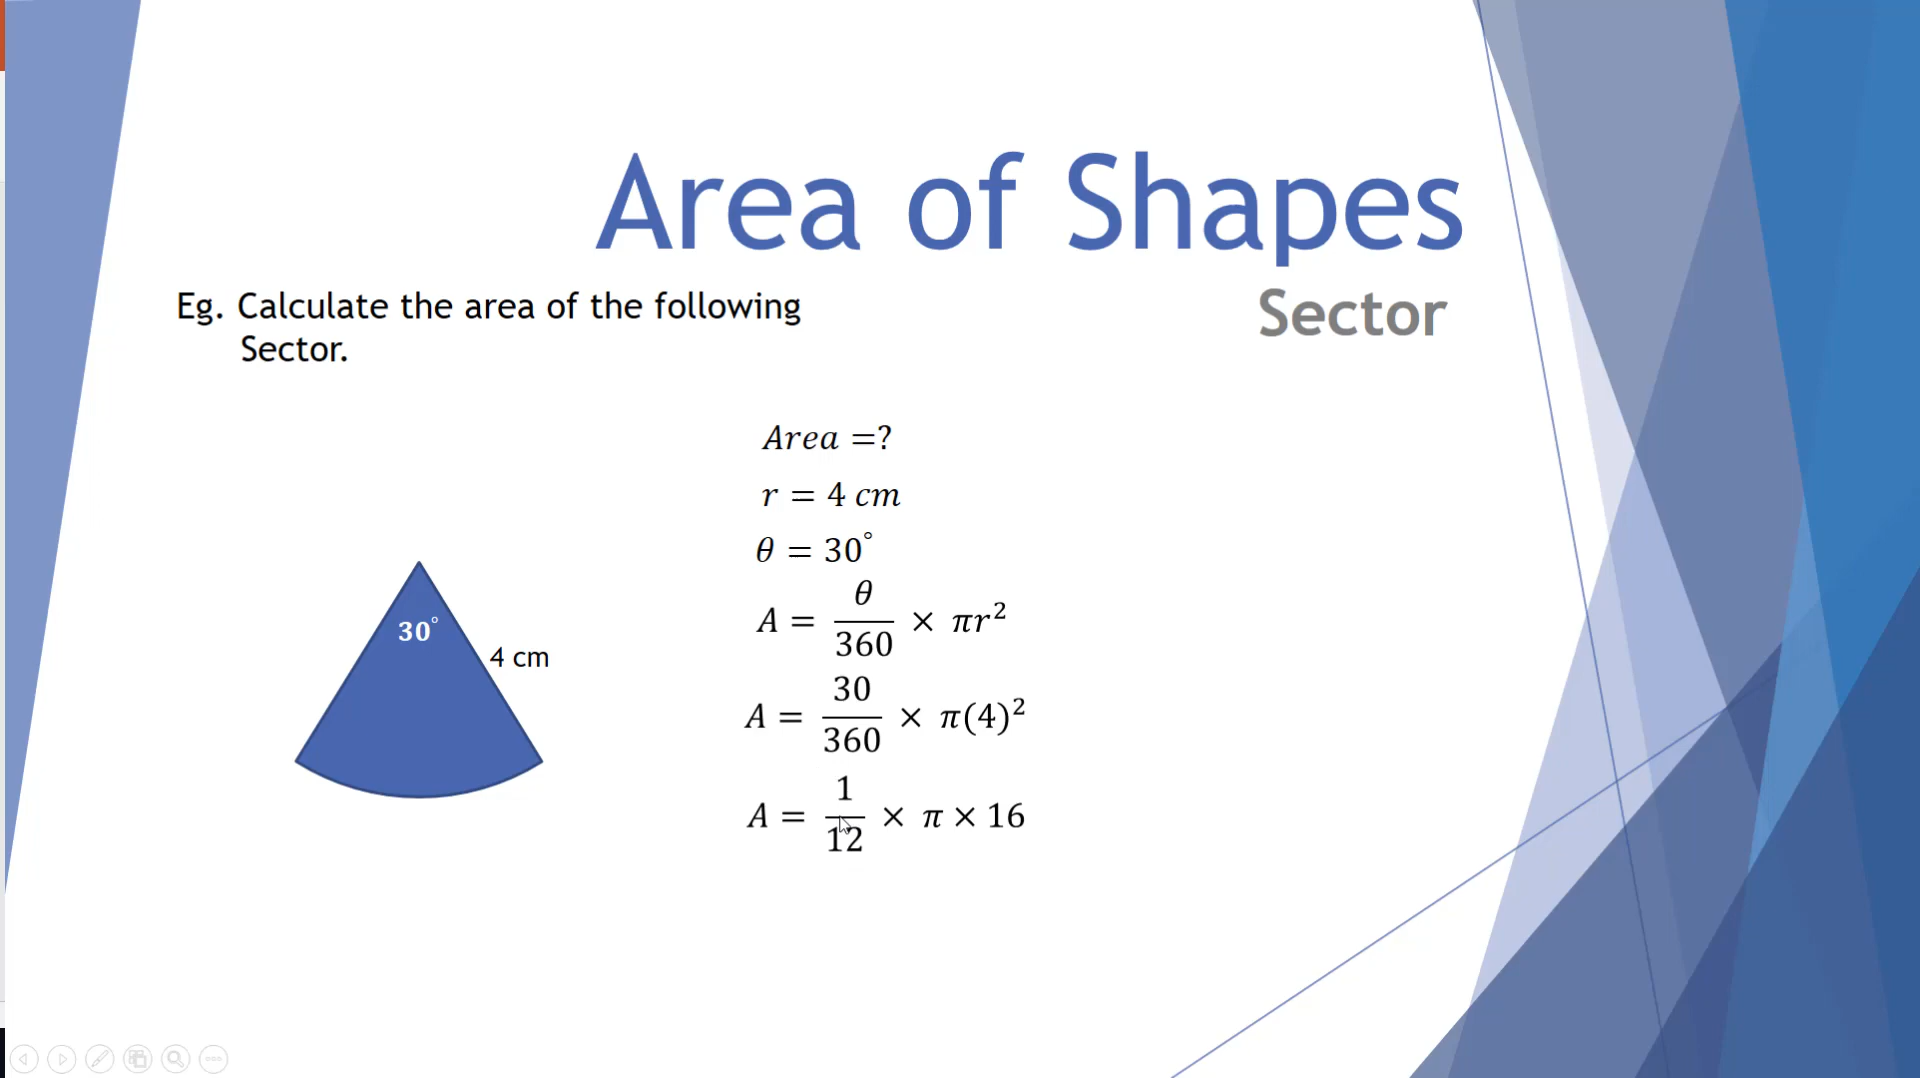 Area of Shapes
Sector
Eg. Calculate the area of the following
Sector.
Area =?
r = 4 cm
θ = 30°
A = θ/360 × πr²
A = 30/360 × π(4)²
A = 1/12 × π × 16
30°
4 cm